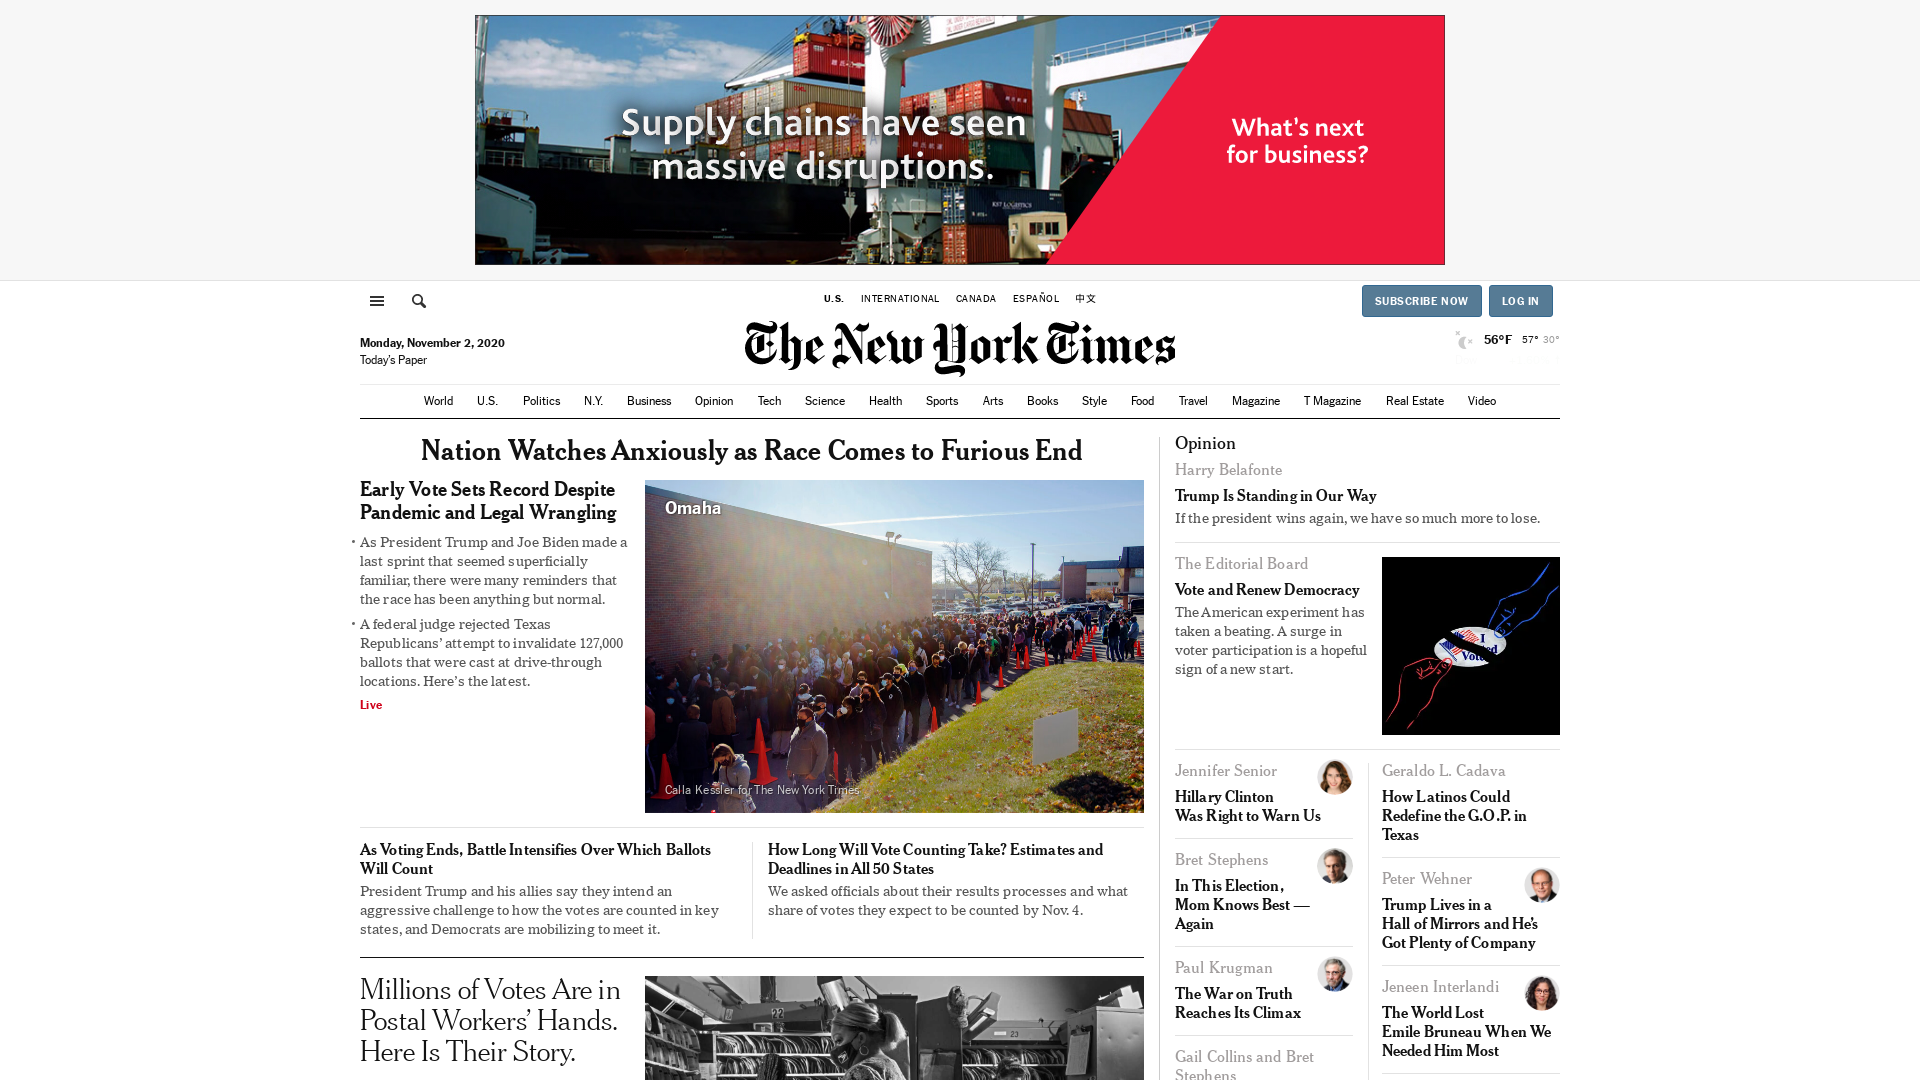 Supply chains have seen
massive disruptions.
What's next
for business?
U.S. INTERNATIONAL CANADA ESPAÑOL 中文
SUBSCRIBE NOW LOG IN
Monday, November 2, 2020
Today's Paper
The New York Times
56°F 57° 30°
World U.S. Politics N.Y. Business Opinion Tech Science Health Sports Arts Books Style Food Travel Magazine T Magazine Real Estate Video
Nation Watches Anxiously as Race Comes to Furious End
Early Vote Sets Record Despite
Pandemic and Legal Wrangling
• As President Trump and Joe Biden made a
last sprint that seemed superficially
familiar, there were many reminders that
the race has been anything but normal.
• A federal judge rejected Texas
Republicans' attempt to invalidate 127,000
ballots that were cast at drive-through
locations. Here's the latest.
Live
Omaha
Calla Kessler for The New York Times
As Voting Ends, Battle Intensifies Over Which Ballots
Will Count
President Trump and his allies say they intend an
aggressive challenge to how the votes are counted in key
states, and Democrats are mobilizing to meet it.
How Long Will Vote Counting Take? Estimates and
Deadlines in All 50 States
We asked officials about their results processes and what
share of votes they expect to be counted by Nov. 4.
Millions of Votes Are in
Postal Workers' Hands.
Here Is Their Story.
22
23
Opinion
Harry Belafonte
Trump Is Standing in Our Way
If the president wins again, we have so much more to lose.
The Editorial Board
Vote and Renew Democracy
The American experiment has
taken a beating. A surge in
voter participation is a hopeful
sign of a new start.
I
Jennifer Senior
Hillary Clinton
Was Right to Warn Us
Bret Stephens
In This Election,
Mom Knows Best —
Again
Paul Krugman
The War on Truth
Reaches Its Climax
Gail Collins and Bret
Stephens
Geraldo L. Cadava
How Latinos Could
Redefine the G.O.P. in
Texas
Peter Wehner
Trump Lives in a
Hall of Mirrors and He's
Got Plenty of Company
Jeneen Interlandi
The World Lost
Emile Bruneau When We
Needed Him Most